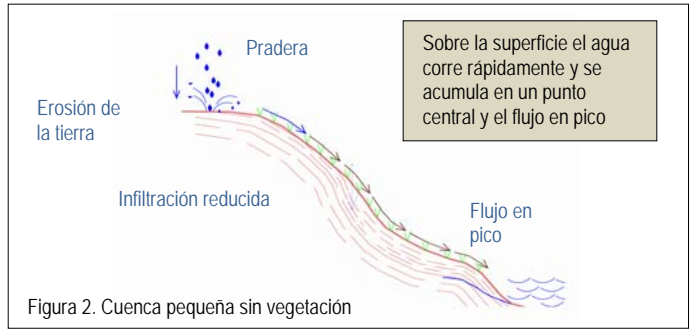 Pradera
Sobre la superficie el agua
corre rápidamente y se
acumula en un punto
central y el flujo en pico
Erosión de
la tierra
Infiltración reducida
Flujo en
pico
Figura 2. Cuenca pequeña sin vegetación